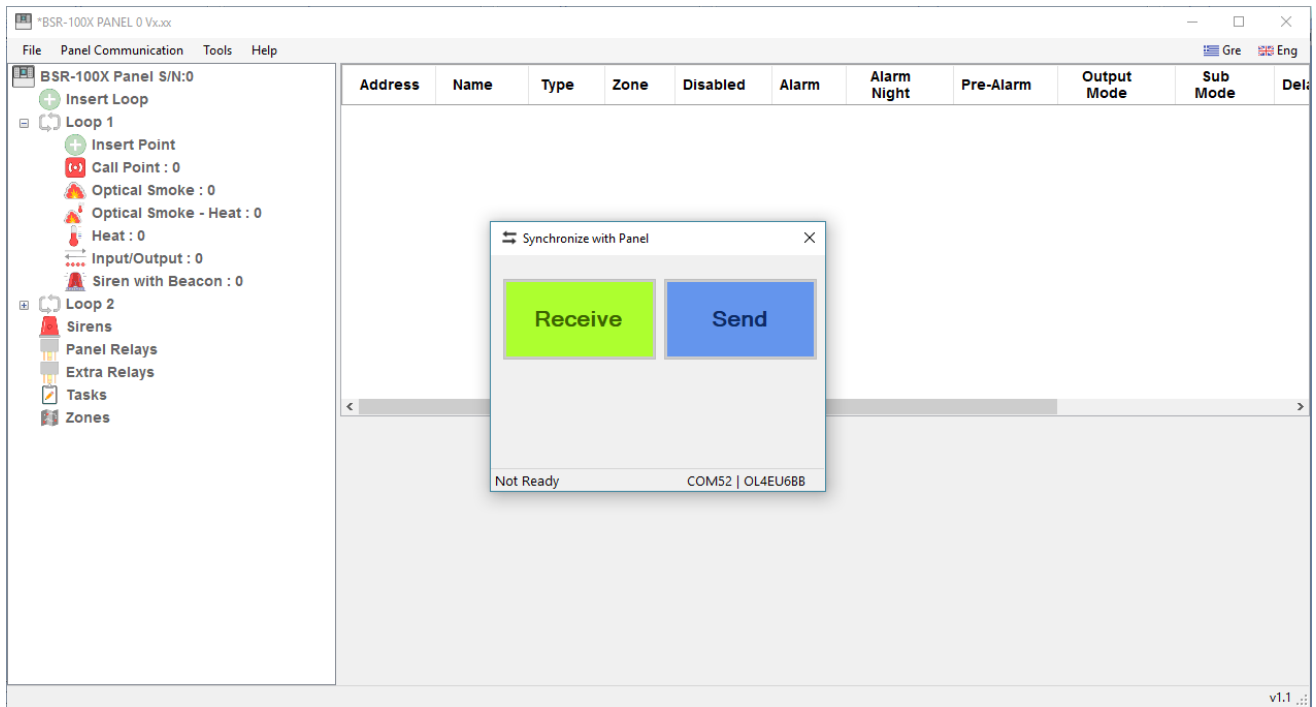 *BSR-100X PANEL 0 Vx.xx
File Panel Communication Tools Help Gre Eng
BSR-100X Panel S/N:0
Insert Loop
Loop 1
Insert Point
Call Point : 0
Optical Smoke : 0
Optical Smoke - Heat : 0
Heat : 0
Input/Output : 0
Siren with Beacon : 0
Loop 2
Sirens
Panel Relays
Extra Relays
Tasks
Zones
Address Name Type Zone Disabled Alarm Alarm Night Pre-Alarm Output Mode Sub Mode
Synchronize with Panel
Receive Send
Not Ready COM52 | OL4EU6BB
v1.1